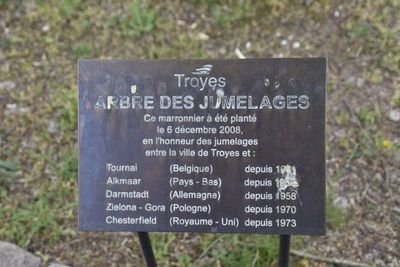 Troyes
ARBRE DES JUMELAGES
Ce marronnier a été planté
le 6 décembre 2008,
en l'honneur des jumelages
entre la ville de Troyes et :
Tournai (Belgique) depuis
Alkmaar (Pays - Bas) depuis
Darmstadt (Allemagne) depuis 1958
Zielona - Gora (Pologne) depuis 1970
Chesterfield (Royaume - Uni) depuis 1973